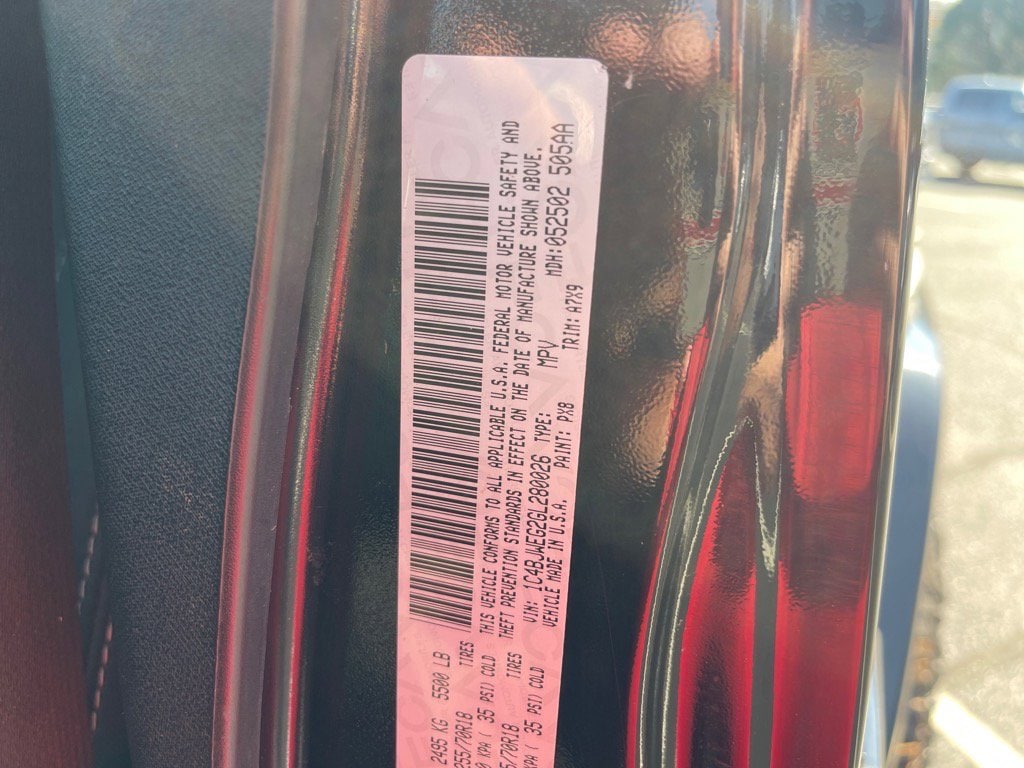 2495 KG 5500 LB
255/70R18 TIRES
KPA ( 35 PSI) COLD
5/70R18 TIRES
KPA ( 35 PSI) COLD
THIS VEHICLE CONFORMS TO ALL APPLICABLE U.S.A. FEDERAL MOTOR VEHICLE SAFETY AND
THEFT PREVENTION STANDARDS IN EFFECT ON THE DATE OF MANUFACTURE SHOWN ABOVE.
VIN: 1C4BJWEG2GL280026 TYPE: MPV MDH:052502 505AA
VEHICLE MADE IN U.S.A. PAINT: PX8 TRIM: A7X9